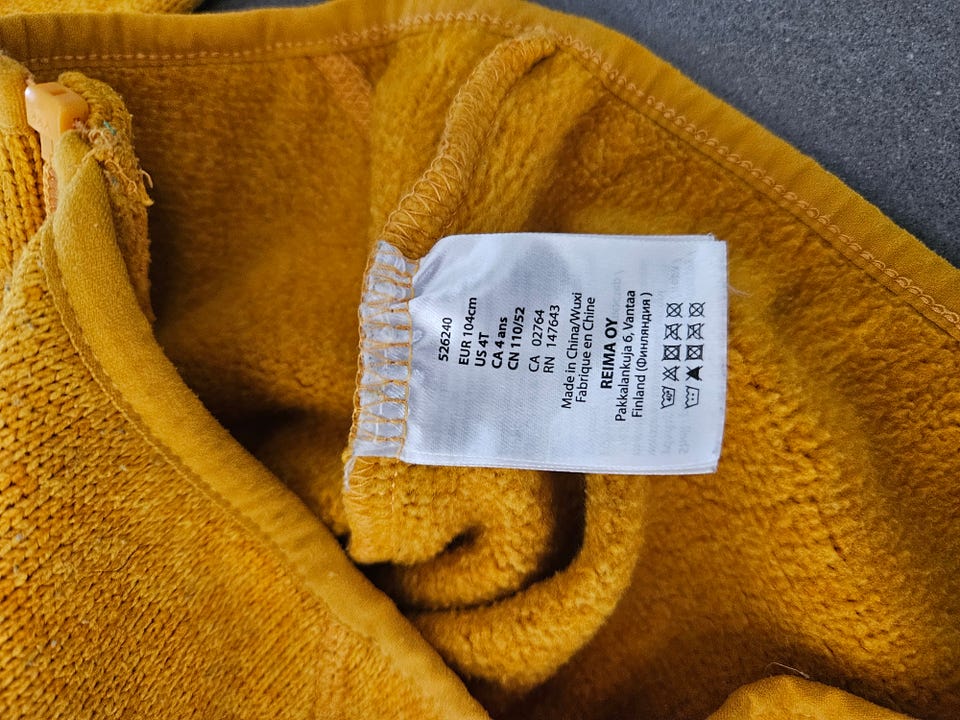 526240
EUR 104cm
US 4T
CA 4 ans
CN 110/52
CA 02764
RN 147643
Made in China/Wuxi
Fabrique en Chine
REIMA OY
Pakkalankuja 6, Vantaa
Finland (Финляндия)